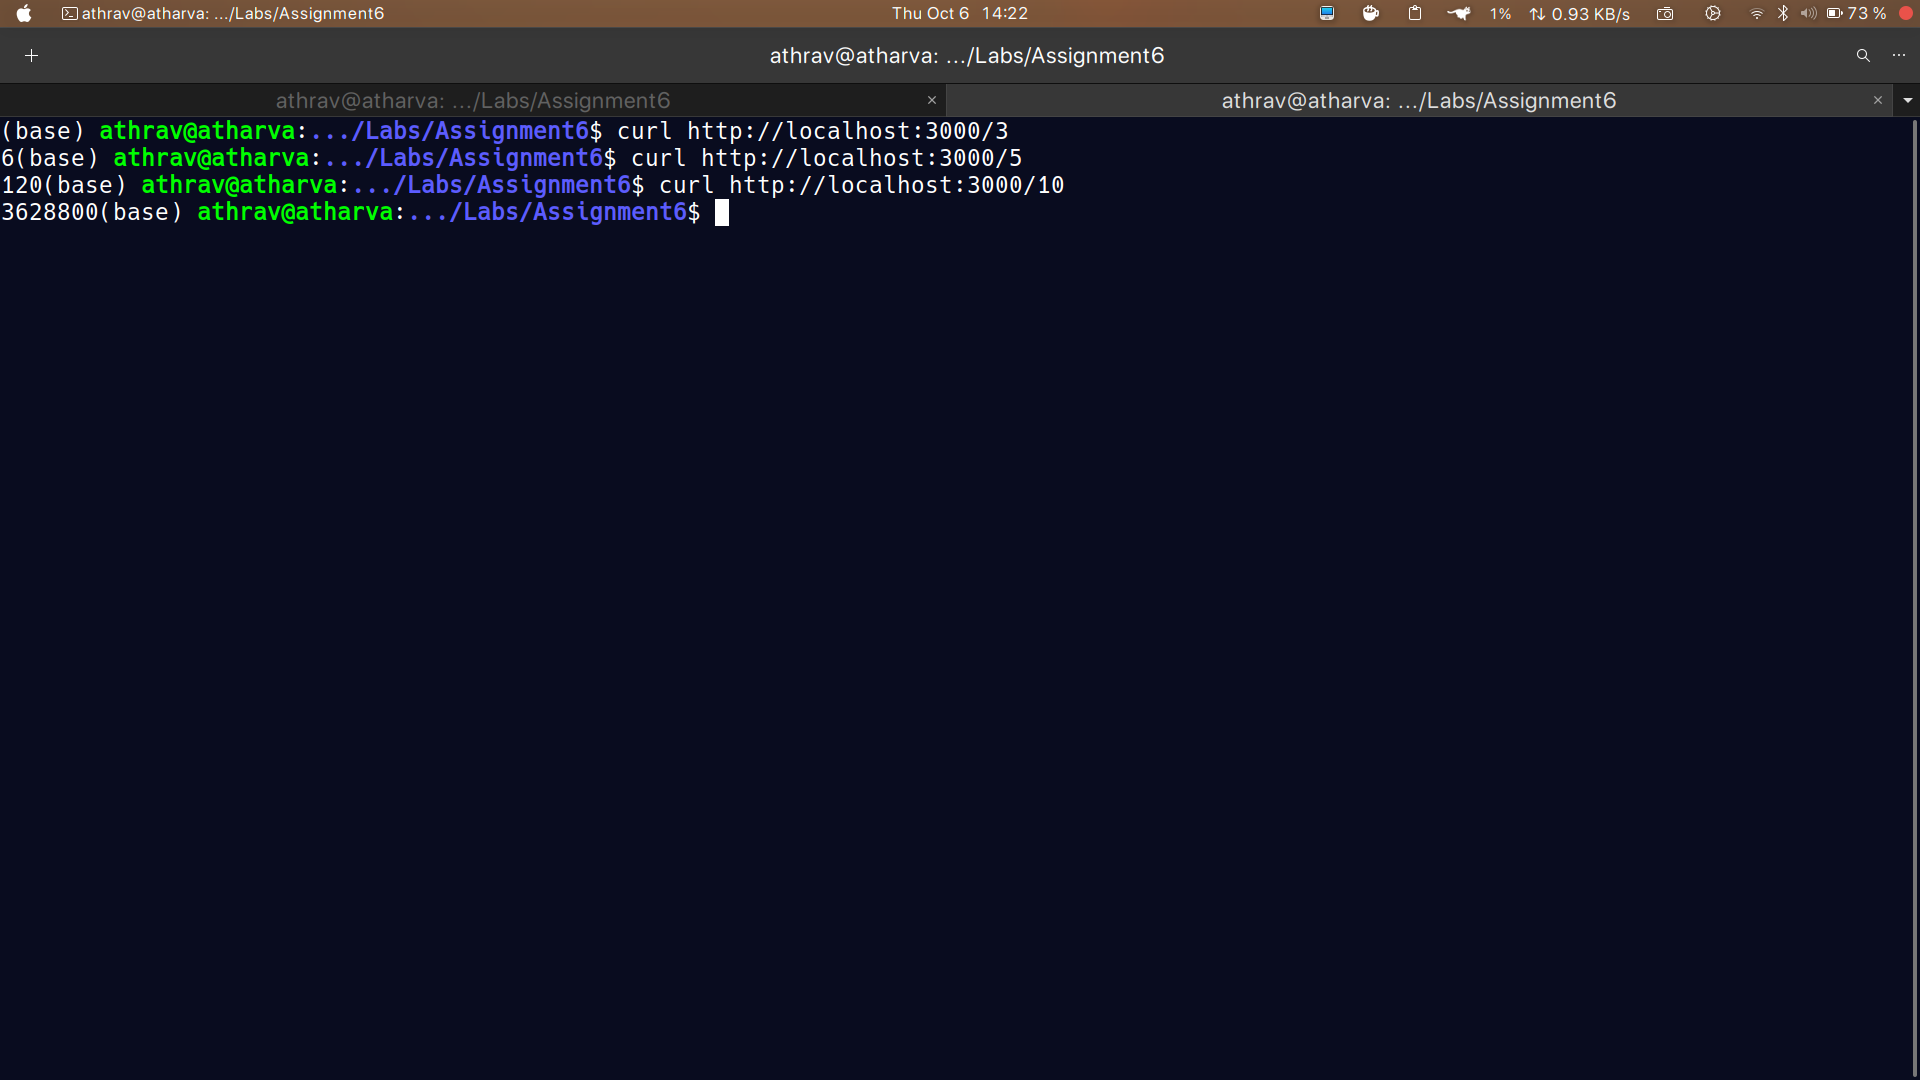 athrav@atharva: .../Labs/Assignment6
Thu Oct 6 14:22
1%
0.93 KB/s
73 %
athrav@atharva: .../Labs/Assignment6
athrav@atharva: .../Labs/Assignment6
athrav@atharva: .../Labs/Assignment6
(base) athrav@atharva:.../Labs/Assignment6$ curl http://localhost:3000/3
6(base) athrav@atharva:.../Labs/Assignment6$ curl http://localhost:3000/5
120(base) athrav@atharva:.../Labs/Assignment6$ curl http://localhost:3000/10
3628800(base) athrav@atharva:.../Labs/Assignment6$